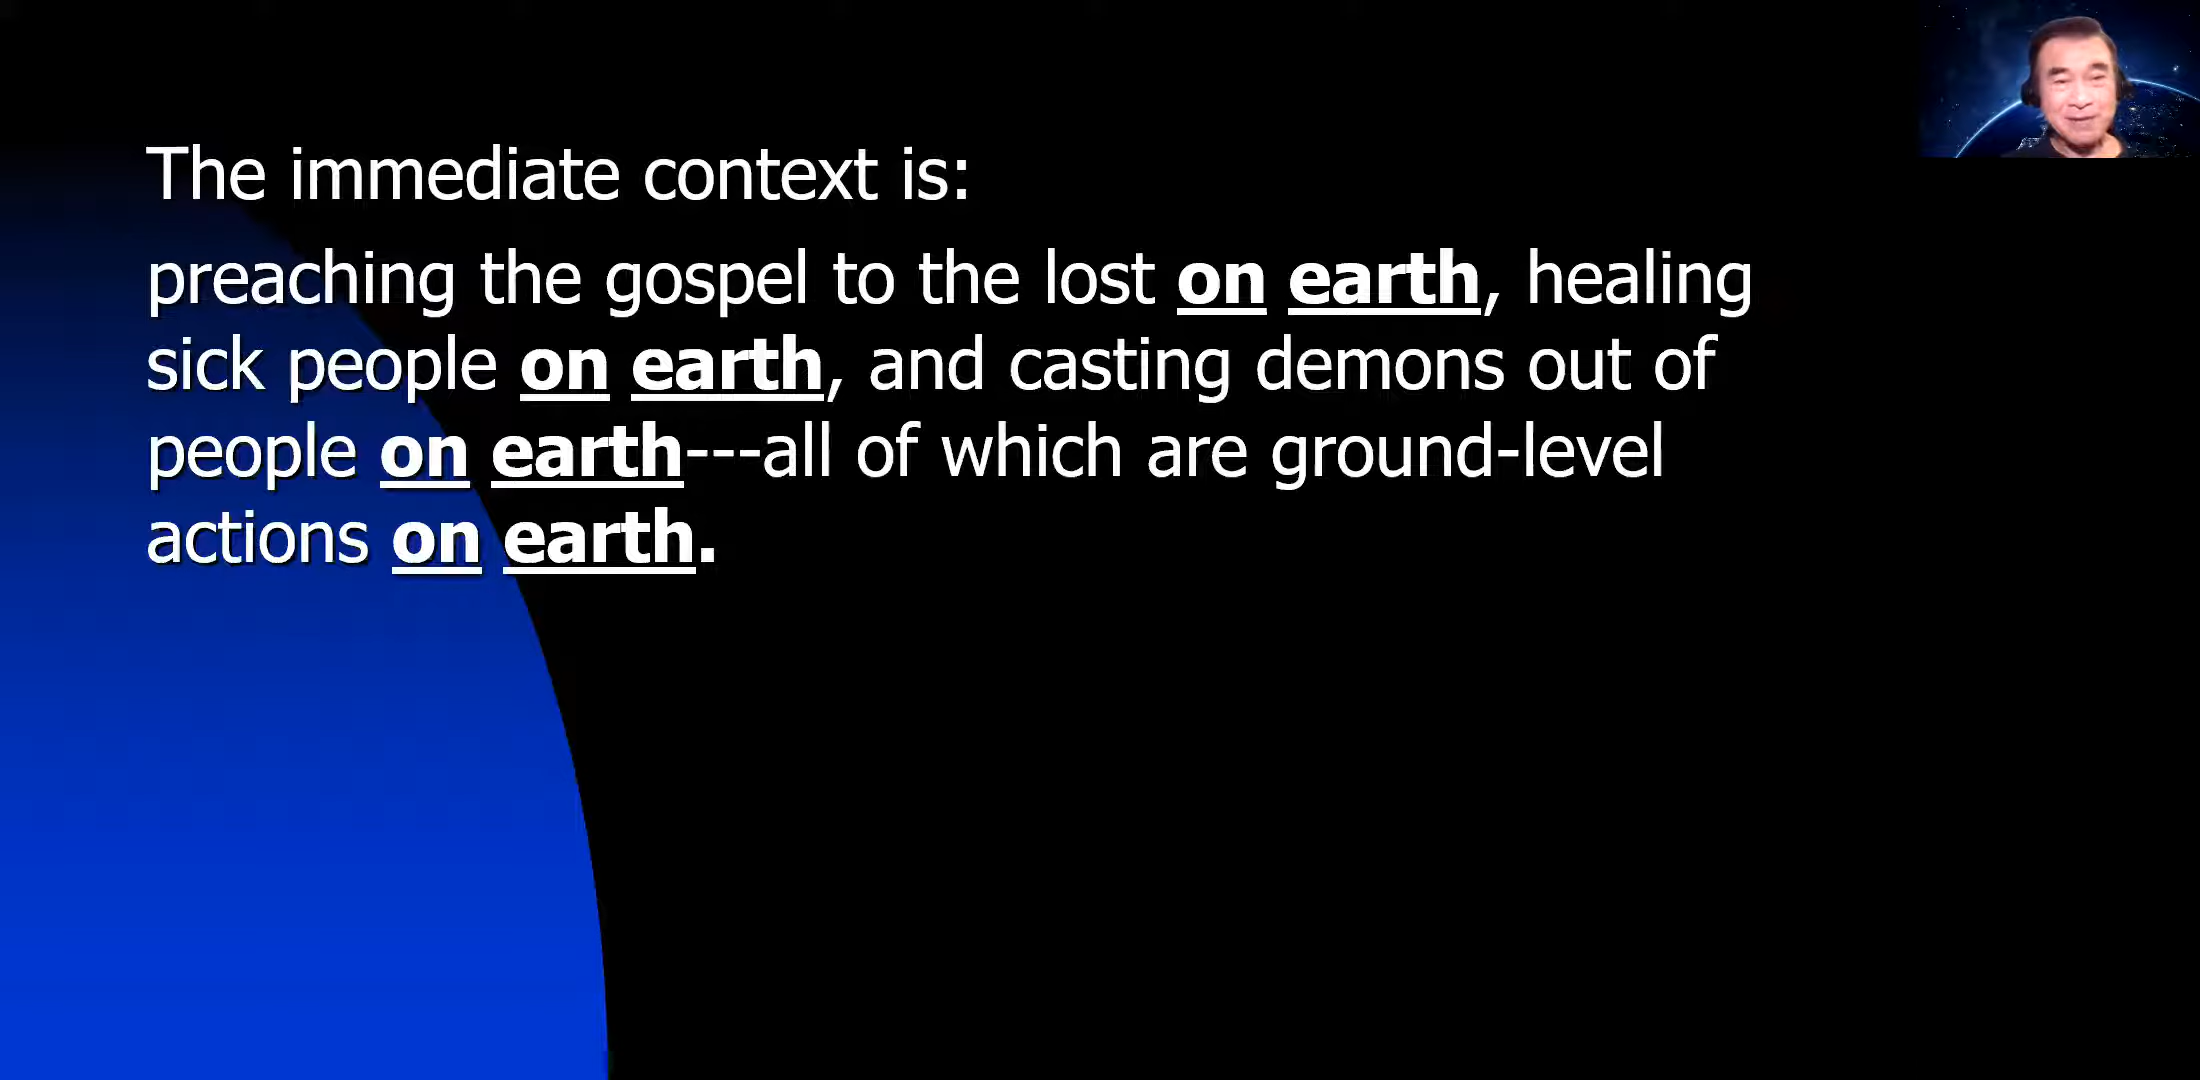 The immediate context is:
preaching the gospel to the lost on earth, healing
sick people on earth, and casting demons out of
people on earth---all of which are ground-level
actions on earth.